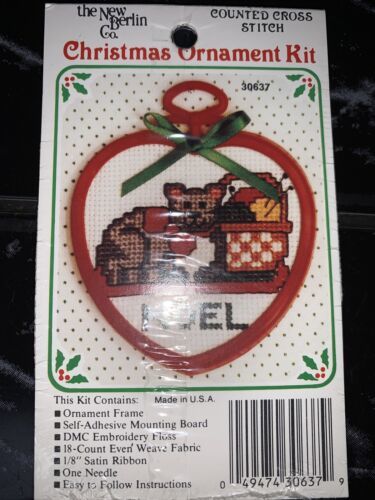 the New Berlin Co.
COUNTED CROSS STITCH
Christmas Ornament Kit
30637
NOEL
This Kit Contains:
Made in U.S.A.
■Ornament Frame
■Self-Adhesive Mounting Board
■DMC Embroidery Floss
■18-Count Even Weave Fabric
■1/8" Satin Ribbon
■One Needle
■Easy to Follow Instructions
0 49474 30637 9